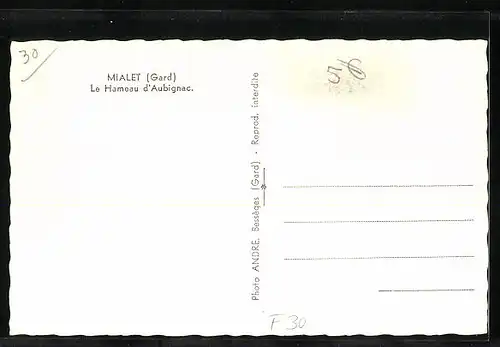 30
MIALET (Gard)
Le Hameau d'Aubignac.
Photo ANDRE, Bessèges (Gard) - Reprod. interdite
F 30